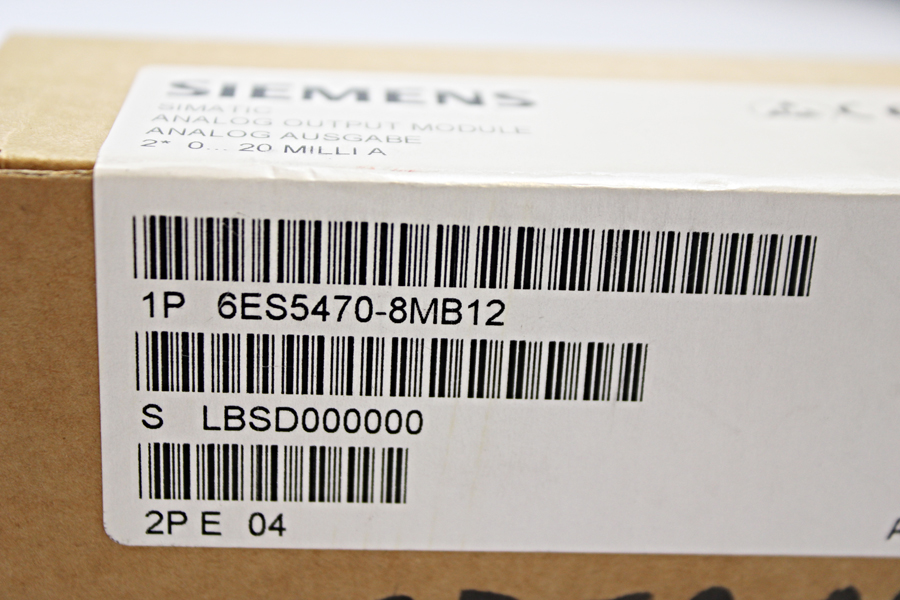 SIEMENS
SIMATIC
ANALOG OUTPUT MODULE
ANALOG AUSGABE
2* 0... 20 MILLI A
1P 6ES5470-8MB12
S LBSD000000
2P E 04